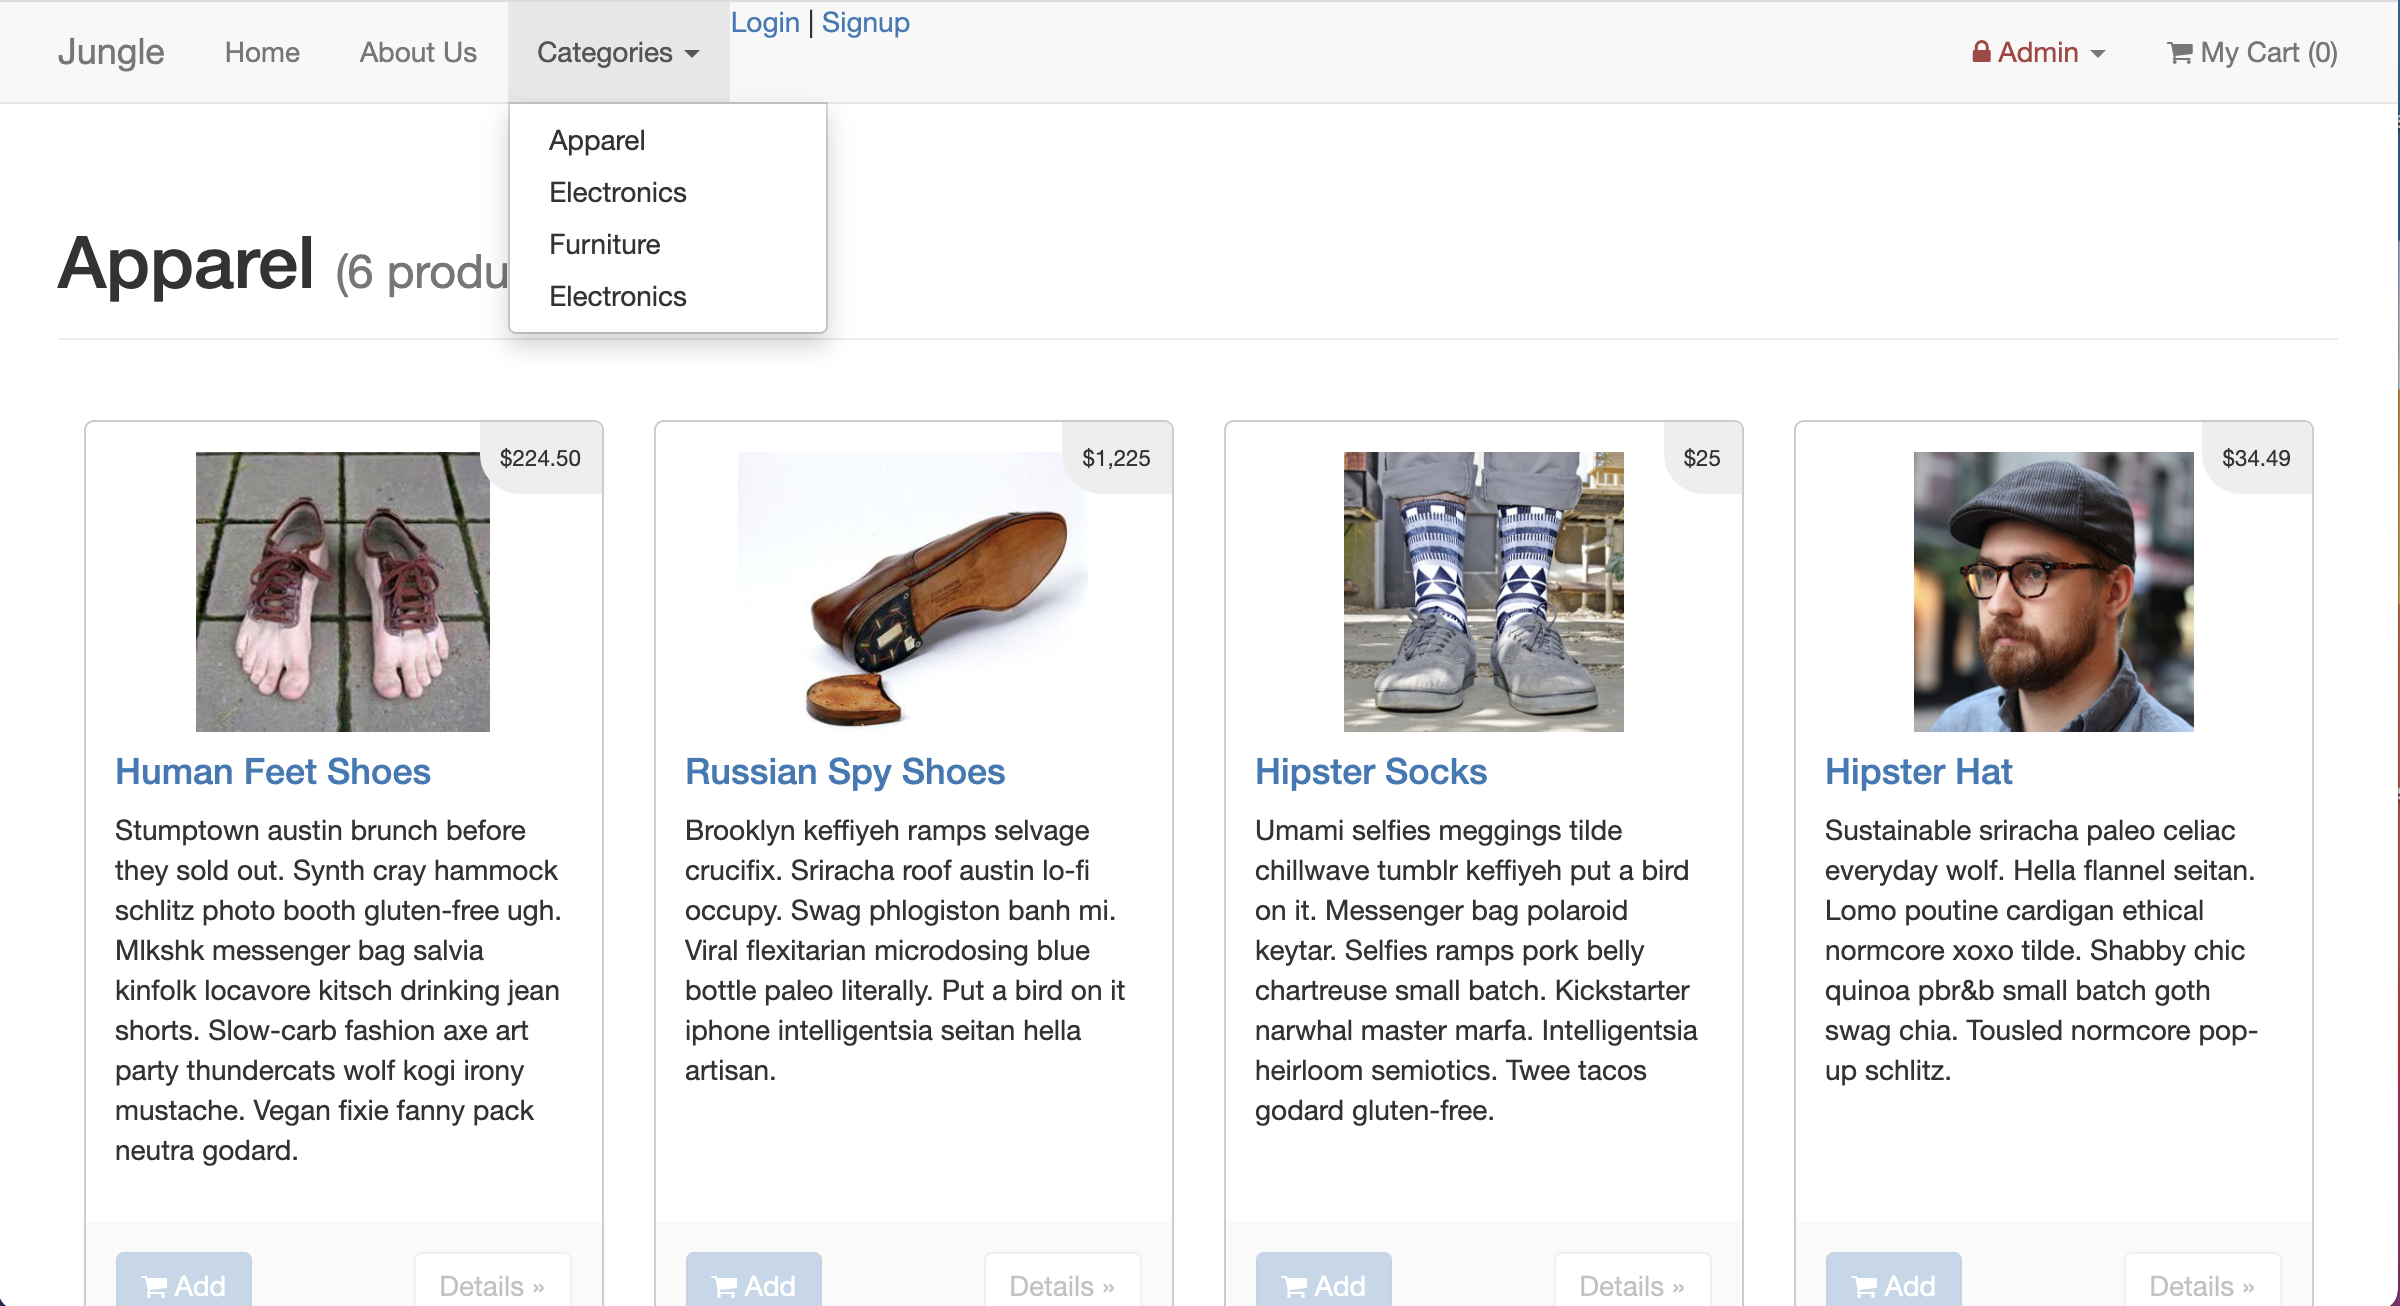 Jungle Home About Us Categories Login | Signup Admin My Cart (0)
Apparel
Electronics
Furniture
Electronics
Apparel (6 produ
$224.50
Human Feet Shoes
Stumptown austin brunch before
they sold out. Synth cray hammock
schlitz photo booth gluten-free ugh.
Mlkshk messenger bag salvia
kinfolk locavore kitsch drinking jean
shorts. Slow-carb fashion axe art
party thundercats wolf kogi irony
mustache. Vegan fixie fanny pack
neutra godard.
Add Details »
$1,225
Russian Spy Shoes
Brooklyn keffiyeh ramps selvage
crucifix. Sriracha roof austin lo-fi
occupy. Swag phlogiston banh mi.
Viral flexitarian microdosing blue
bottle paleo literally. Put a bird on it
iphone intelligentsia seitan hella
artisan.
Add Details »
$25
Hipster Socks
Umami selfies meggings tilde
chillwave tumblr keffiyeh put a bird
on it. Messenger bag polaroid
keytar. Selfies ramps pork belly
chartreuse small batch. Kickstarter
narwhal master marfa. Intelligentsia
heirloom semiotics. Twee tacos
godard gluten-free.
Add Details »
$34.49
Hipster Hat
Sustainable sriracha paleo celiac
everyday wolf. Hella flannel seitan.
Lomo poutine cardigan ethical
normcore xoxo tilde. Shabby chic
quinoa pbr&b small batch goth
swag chia. Tousled normcore pop-
up schlitz.
Add Details »